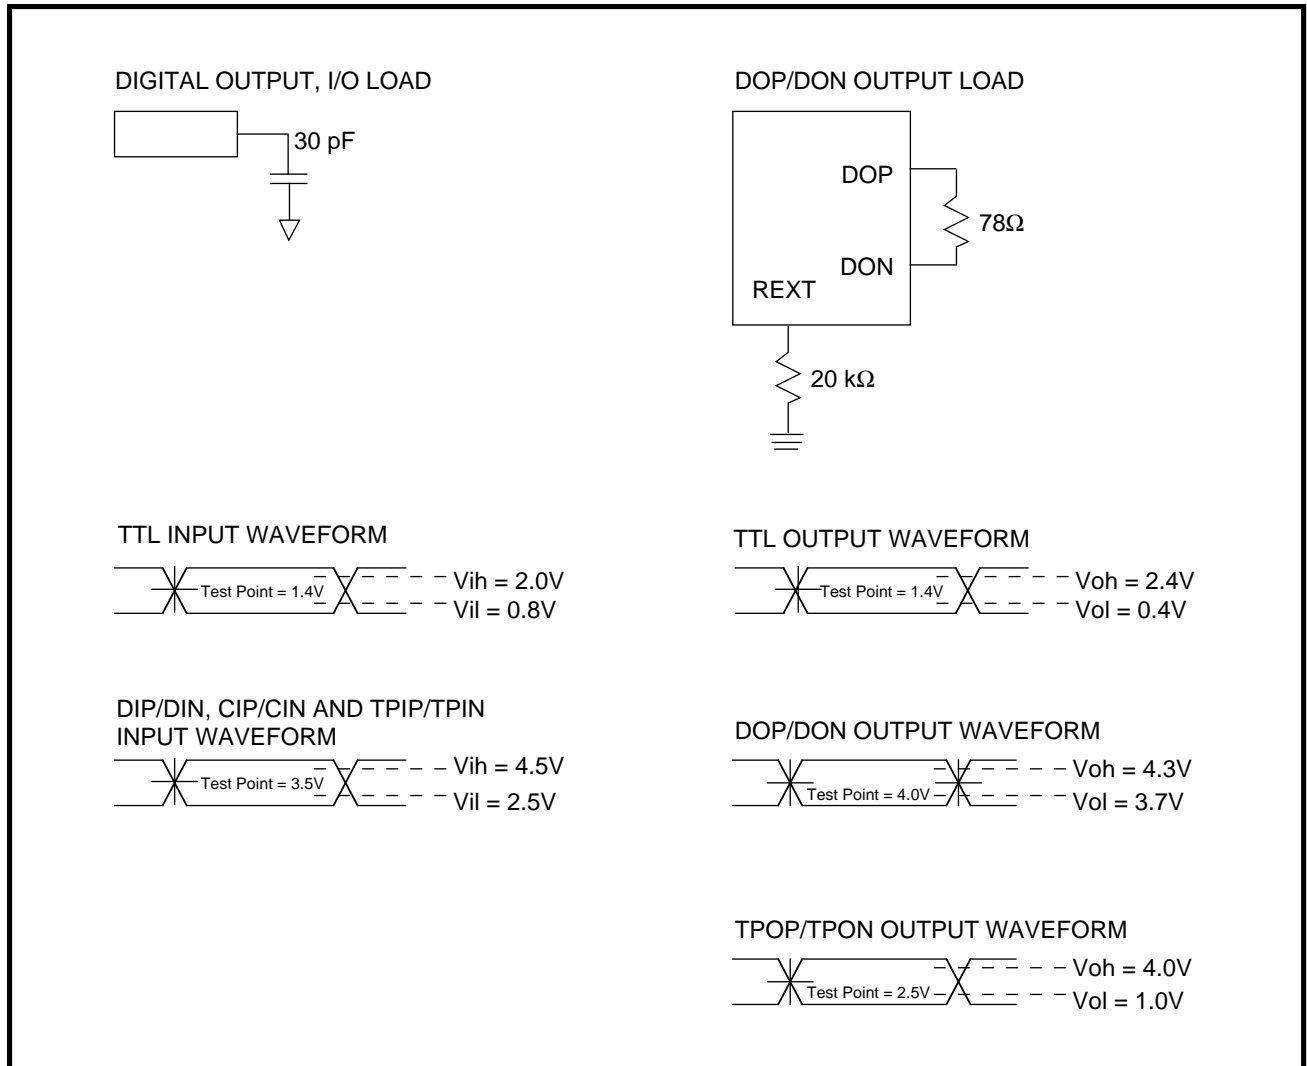 DIGITAL OUTPUT, I/O LOAD
30 pF
DOP/DON OUTPUT LOAD
DOP
78Ω
DON
REXT
20 kΩ
TTL INPUT WAVEFORM
Test Point = 1.4V
Vih = 2.0V
Vil = 0.8V
TTL OUTPUT WAVEFORM
Test Point = 1.4V
Voh = 2.4V
Vol = 0.4V
DIP/DIN, CIP/CIN AND TPIP/TPIN
INPUT WAVEFORM
Test Point = 3.5V
Vih = 4.5V
Vil = 2.5V
DOP/DON OUTPUT WAVEFORM
Test Point = 4.0V
Voh = 4.3V
Vol = 3.7V
TPOP/TPON OUTPUT WAVEFORM
Test Point = 2.5V
Voh = 4.0V
Vol = 1.0V